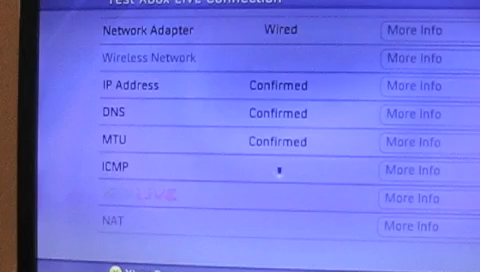 Test Xbox LIVE Connection
Network Adapter Wired More Info
Wireless Network More Info
IP Address Confirmed More Info
DNS Confirmed More Info
MTU Confirmed More Info
ICMP More Info
LIVE More Info
NAT More Info